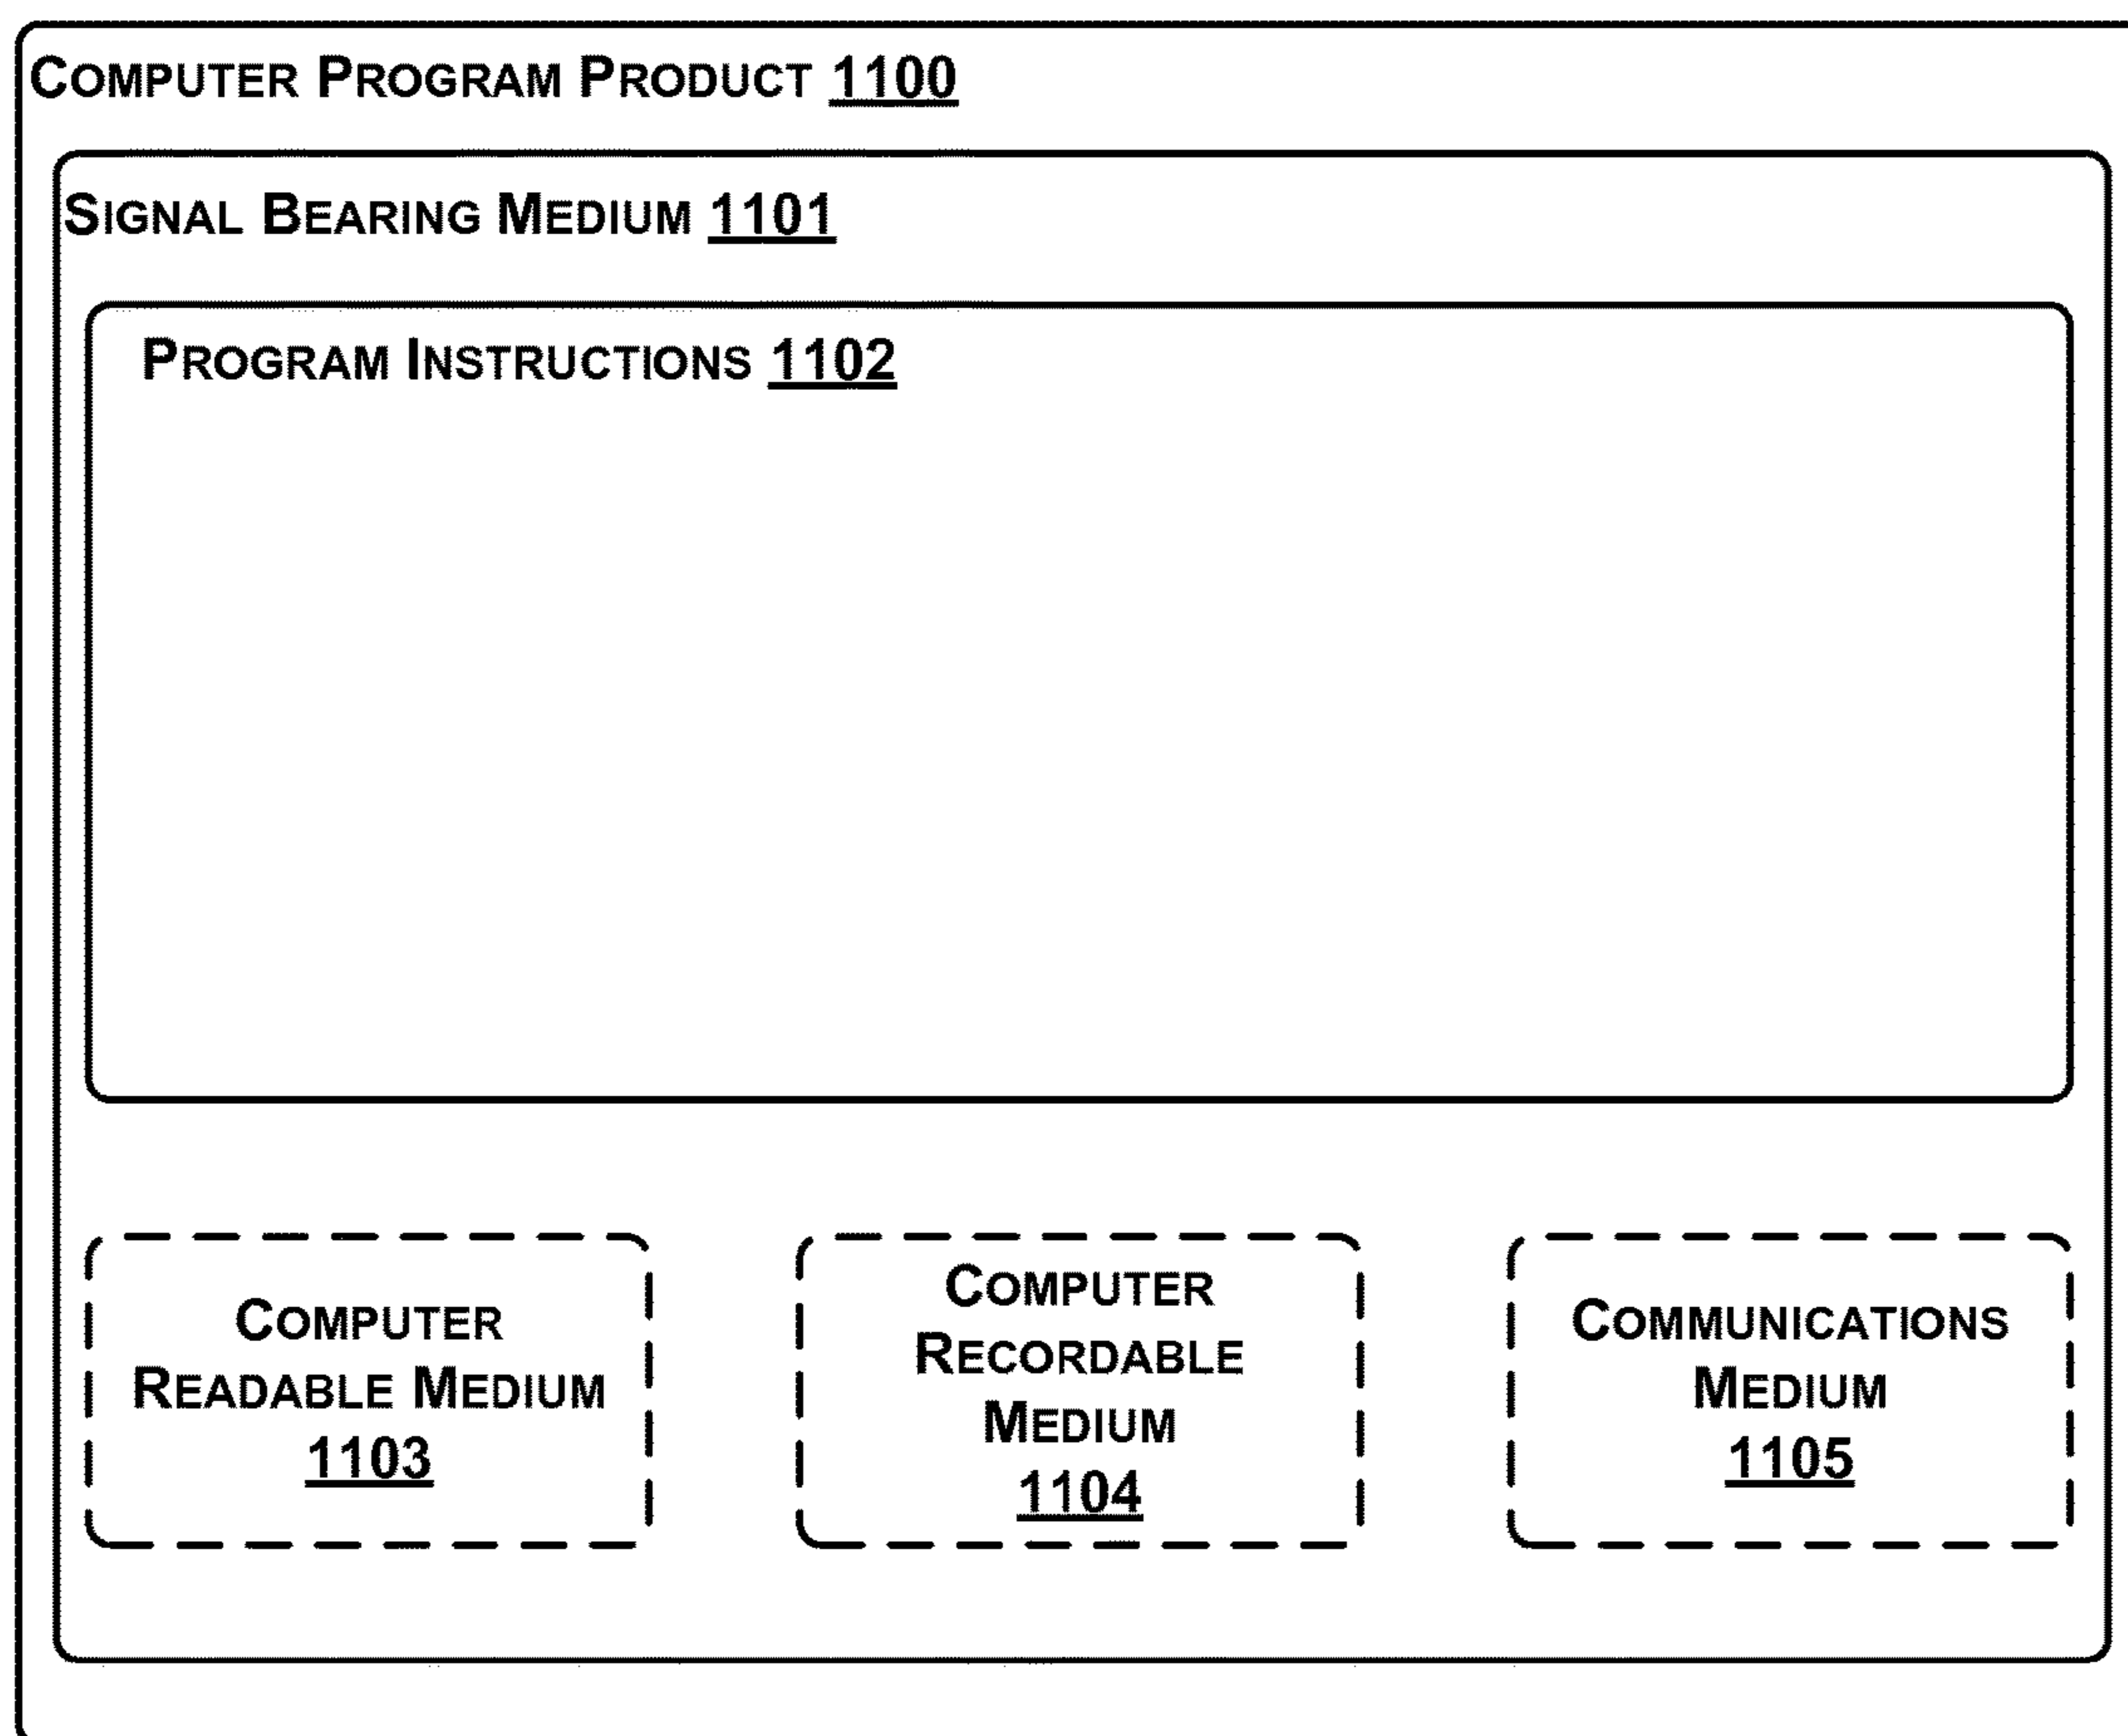 COMPUTER PROGRAM PRODUCT 1100
SIGNAL BEARING MEDIUM 1101
PROGRAM INSTRUCTIONS 1102
COMPUTER
READABLE MEDIUM
1103
COMPUTER
RECORDABLE
MEDIUM
1104
COMMUNICATIONS
MEDIUM
1105